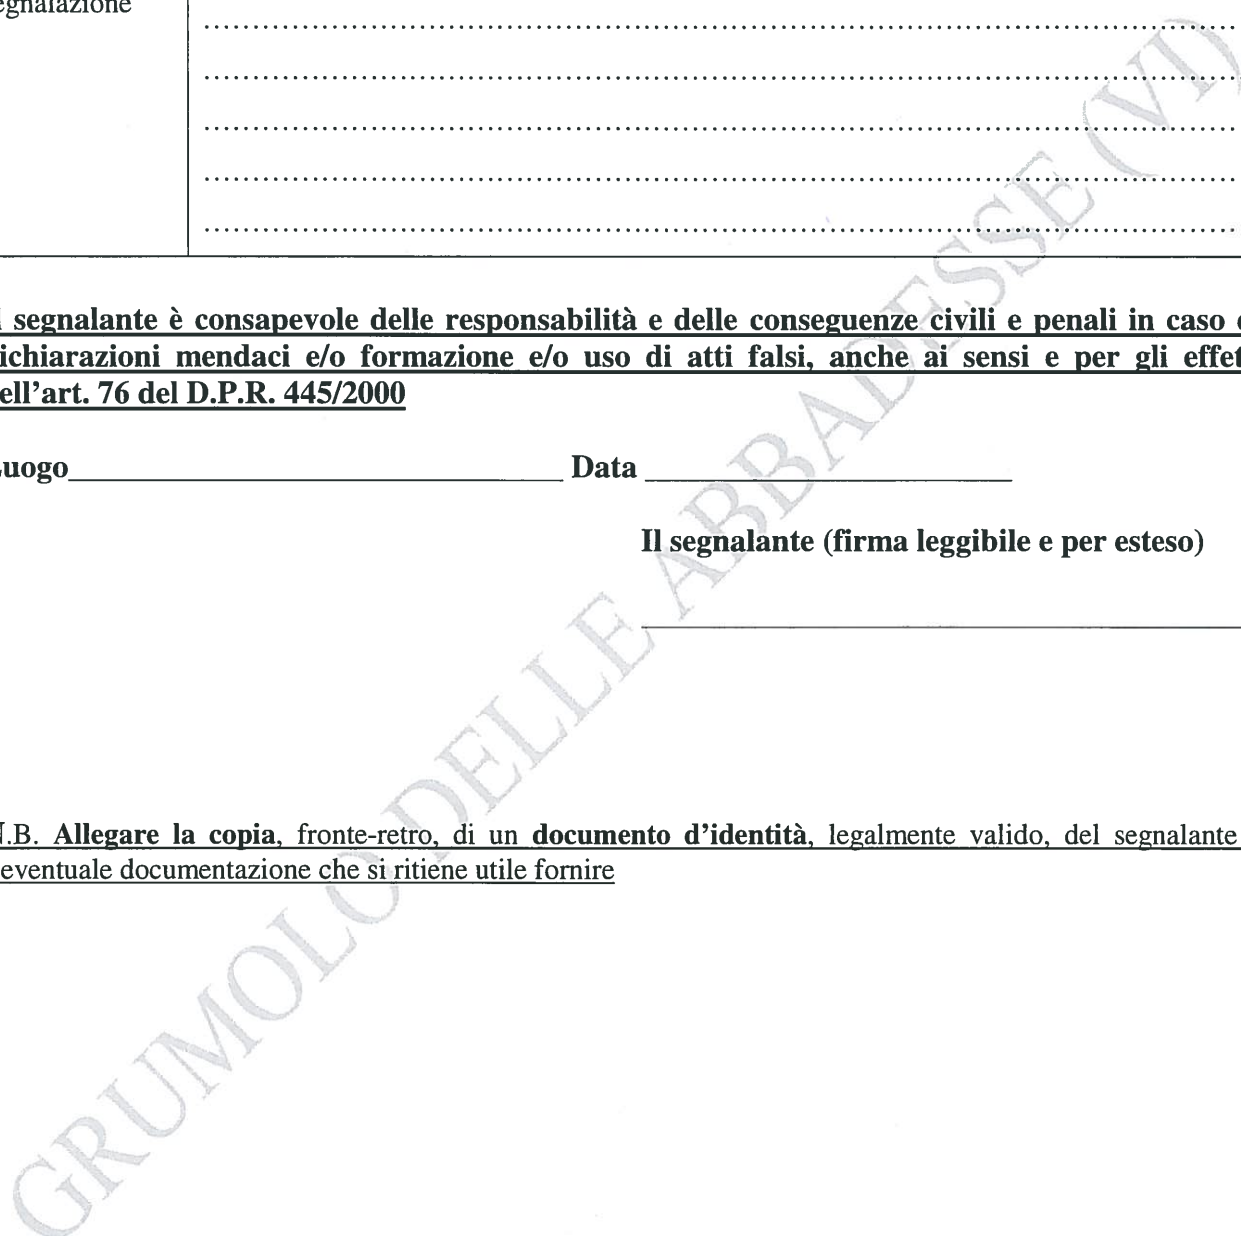 egnalazione
........................................................................................................
........................................................................................................
........................................................................................................
........................................................................................................
........................................................................................................
segnalante è consapevole delle responsabilità e delle conseguenze civili e penali in caso
ichiarazioni mendaci e/o formazione e/o uso di atti falsi, anche ai sensi e per gli effet
ell'art. 76 del D.P.R. 445/2000
uogo______________________________ Data ______________________
Il segnalante (firma leggibile e per esteso)
N.B. Allegare la copia, fronte-retro, di un documento d'identità, legalmente valido, del segnalante
eventuale documentazione che si ritiene utile fornire
GRUMOLO DELLE ABBADESSE (VI)